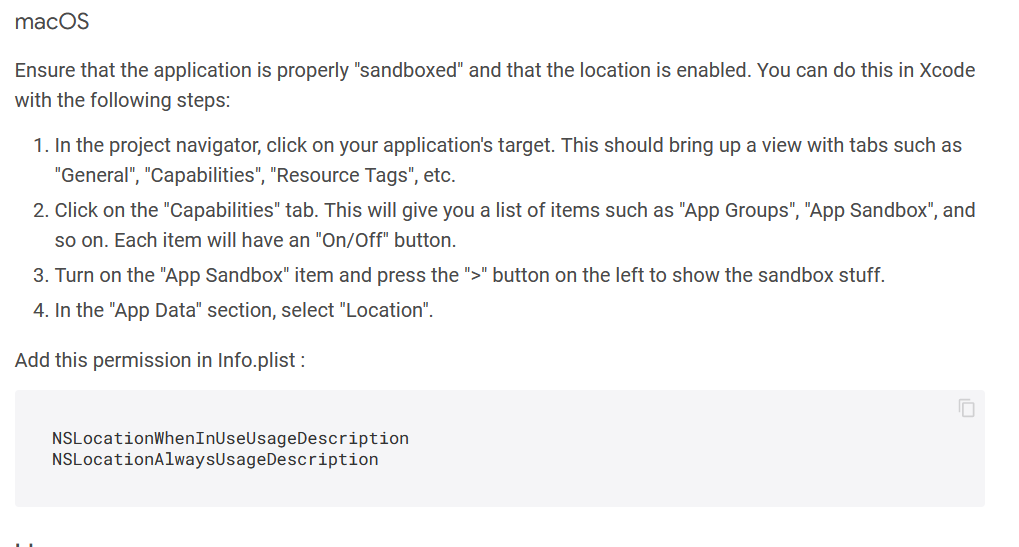 macOS
Ensure that the application is properly "sandboxed" and that the location is enabled. You can do this in Xcode
with the following steps:
1. In the project navigator, click on your application's target. This should bring up a view with tabs such as
"General", "Capabilities", "Resource Tags", etc.
2. Click on the "Capabilities" tab. This will give you a list of items such as "App Groups", "App Sandbox", and
so on. Each item will have an "On/Off" button.
3. Turn on the "App Sandbox" item and press the ">" button on the left to show the sandbox stuff.
4. In the "App Data" section, select "Location".
Add this permission in Info.plist :
NSLocationWhenInUseUsageDescription
NSLocationAlwaysUsageDescription